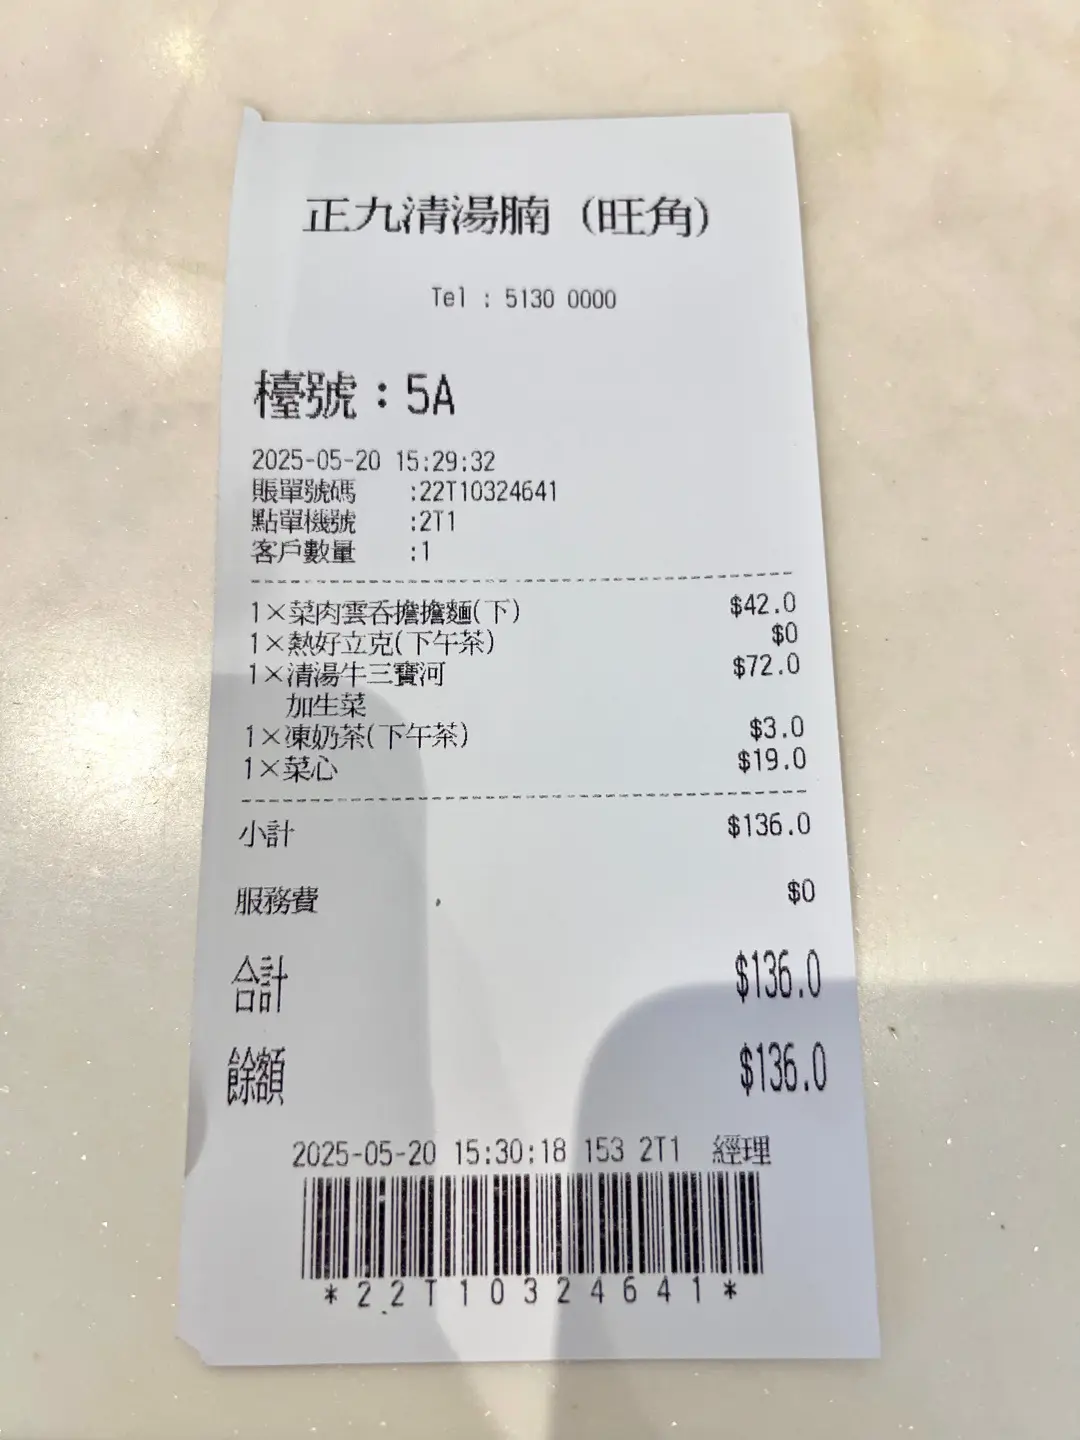 正九清湯腩 (旺角)
Tel : 5130 0000
檯號：5A
2025-05-20 15:29:32
賬單號碼 :22T10324641
點單機號 :2T1
客戶數量 :1
1×菜肉雲吞擔擔麵(下) $42.0
1×熱好立克(下午茶) $0
1×清湯牛三寶河 $72.0
加生菜
1×凍奶茶(下午茶) $3.0
1×菜心 $19.0
小計 $136.0
服務費 $0
合計 $136.0
餘額 $136.0
2025-05-20 15:30:18 153 2T1 經理
*22T10324641*